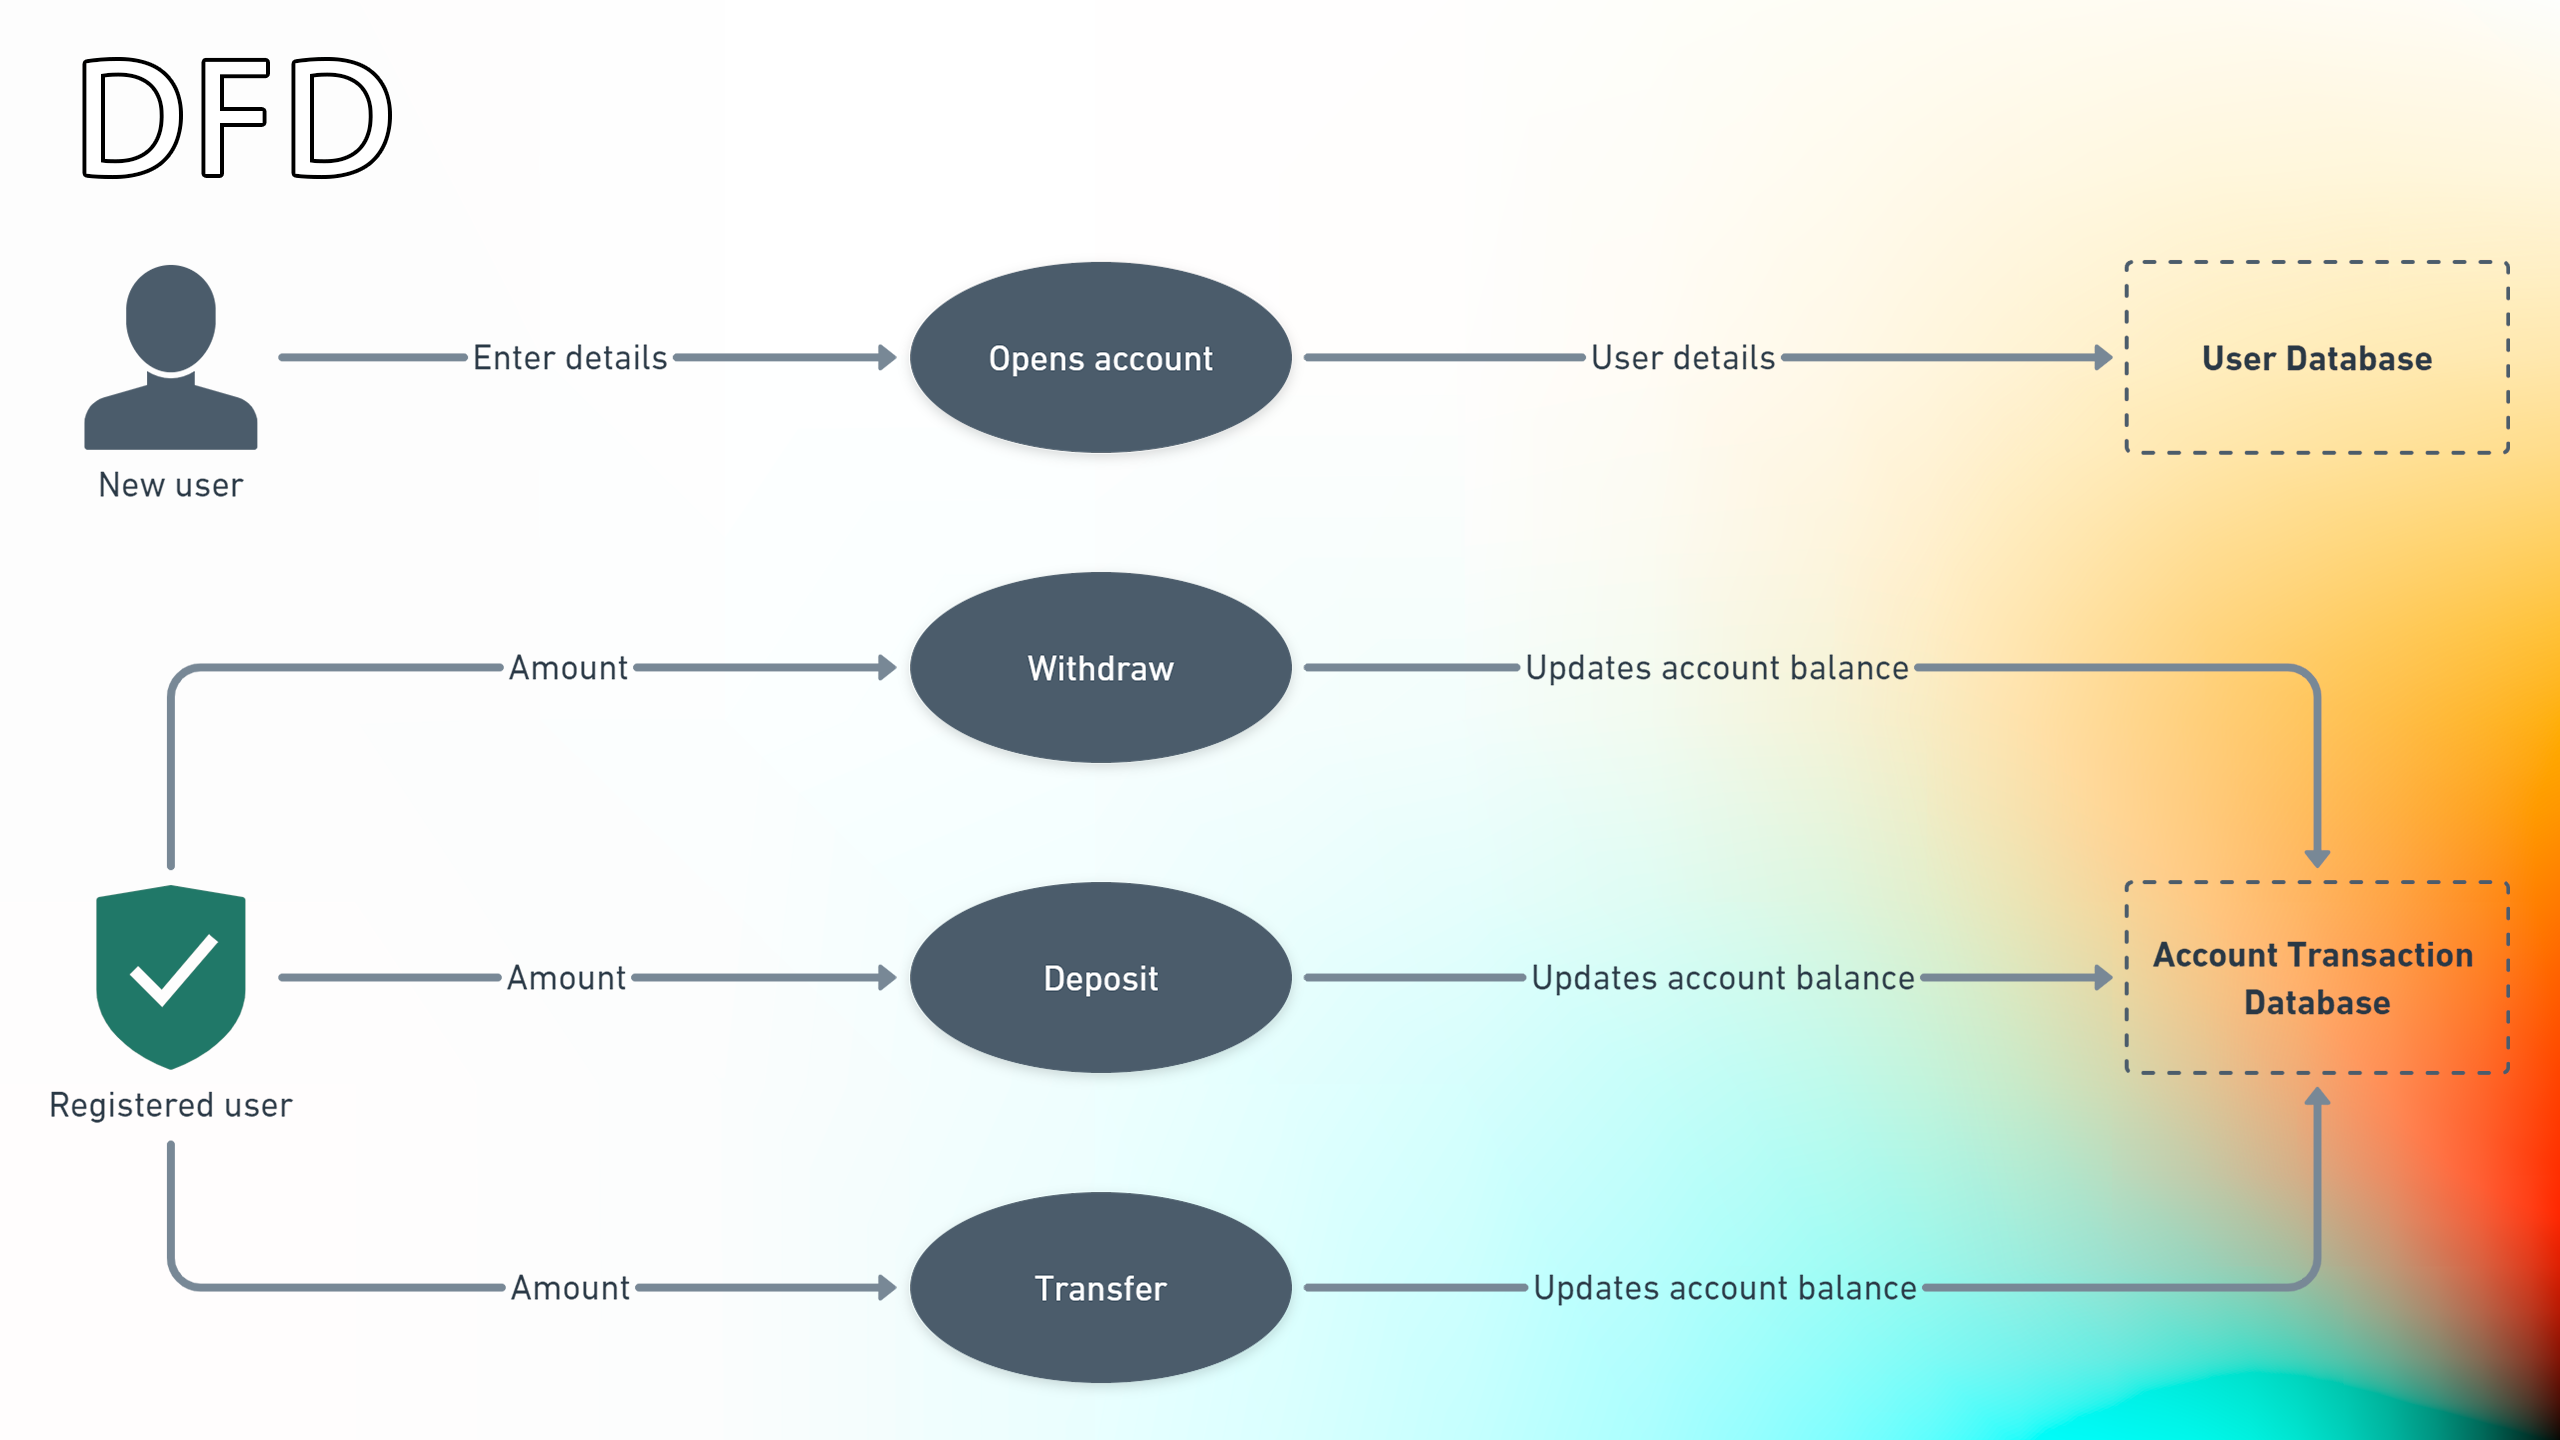 DFD
Enter details
Opens account
User details
User Database
New user
Amount
Withdraw
Updates account balance
Amount
Deposit
Updates account balance
Account Transaction
Database
Registered user
Amount
Transfer
Updates account balance